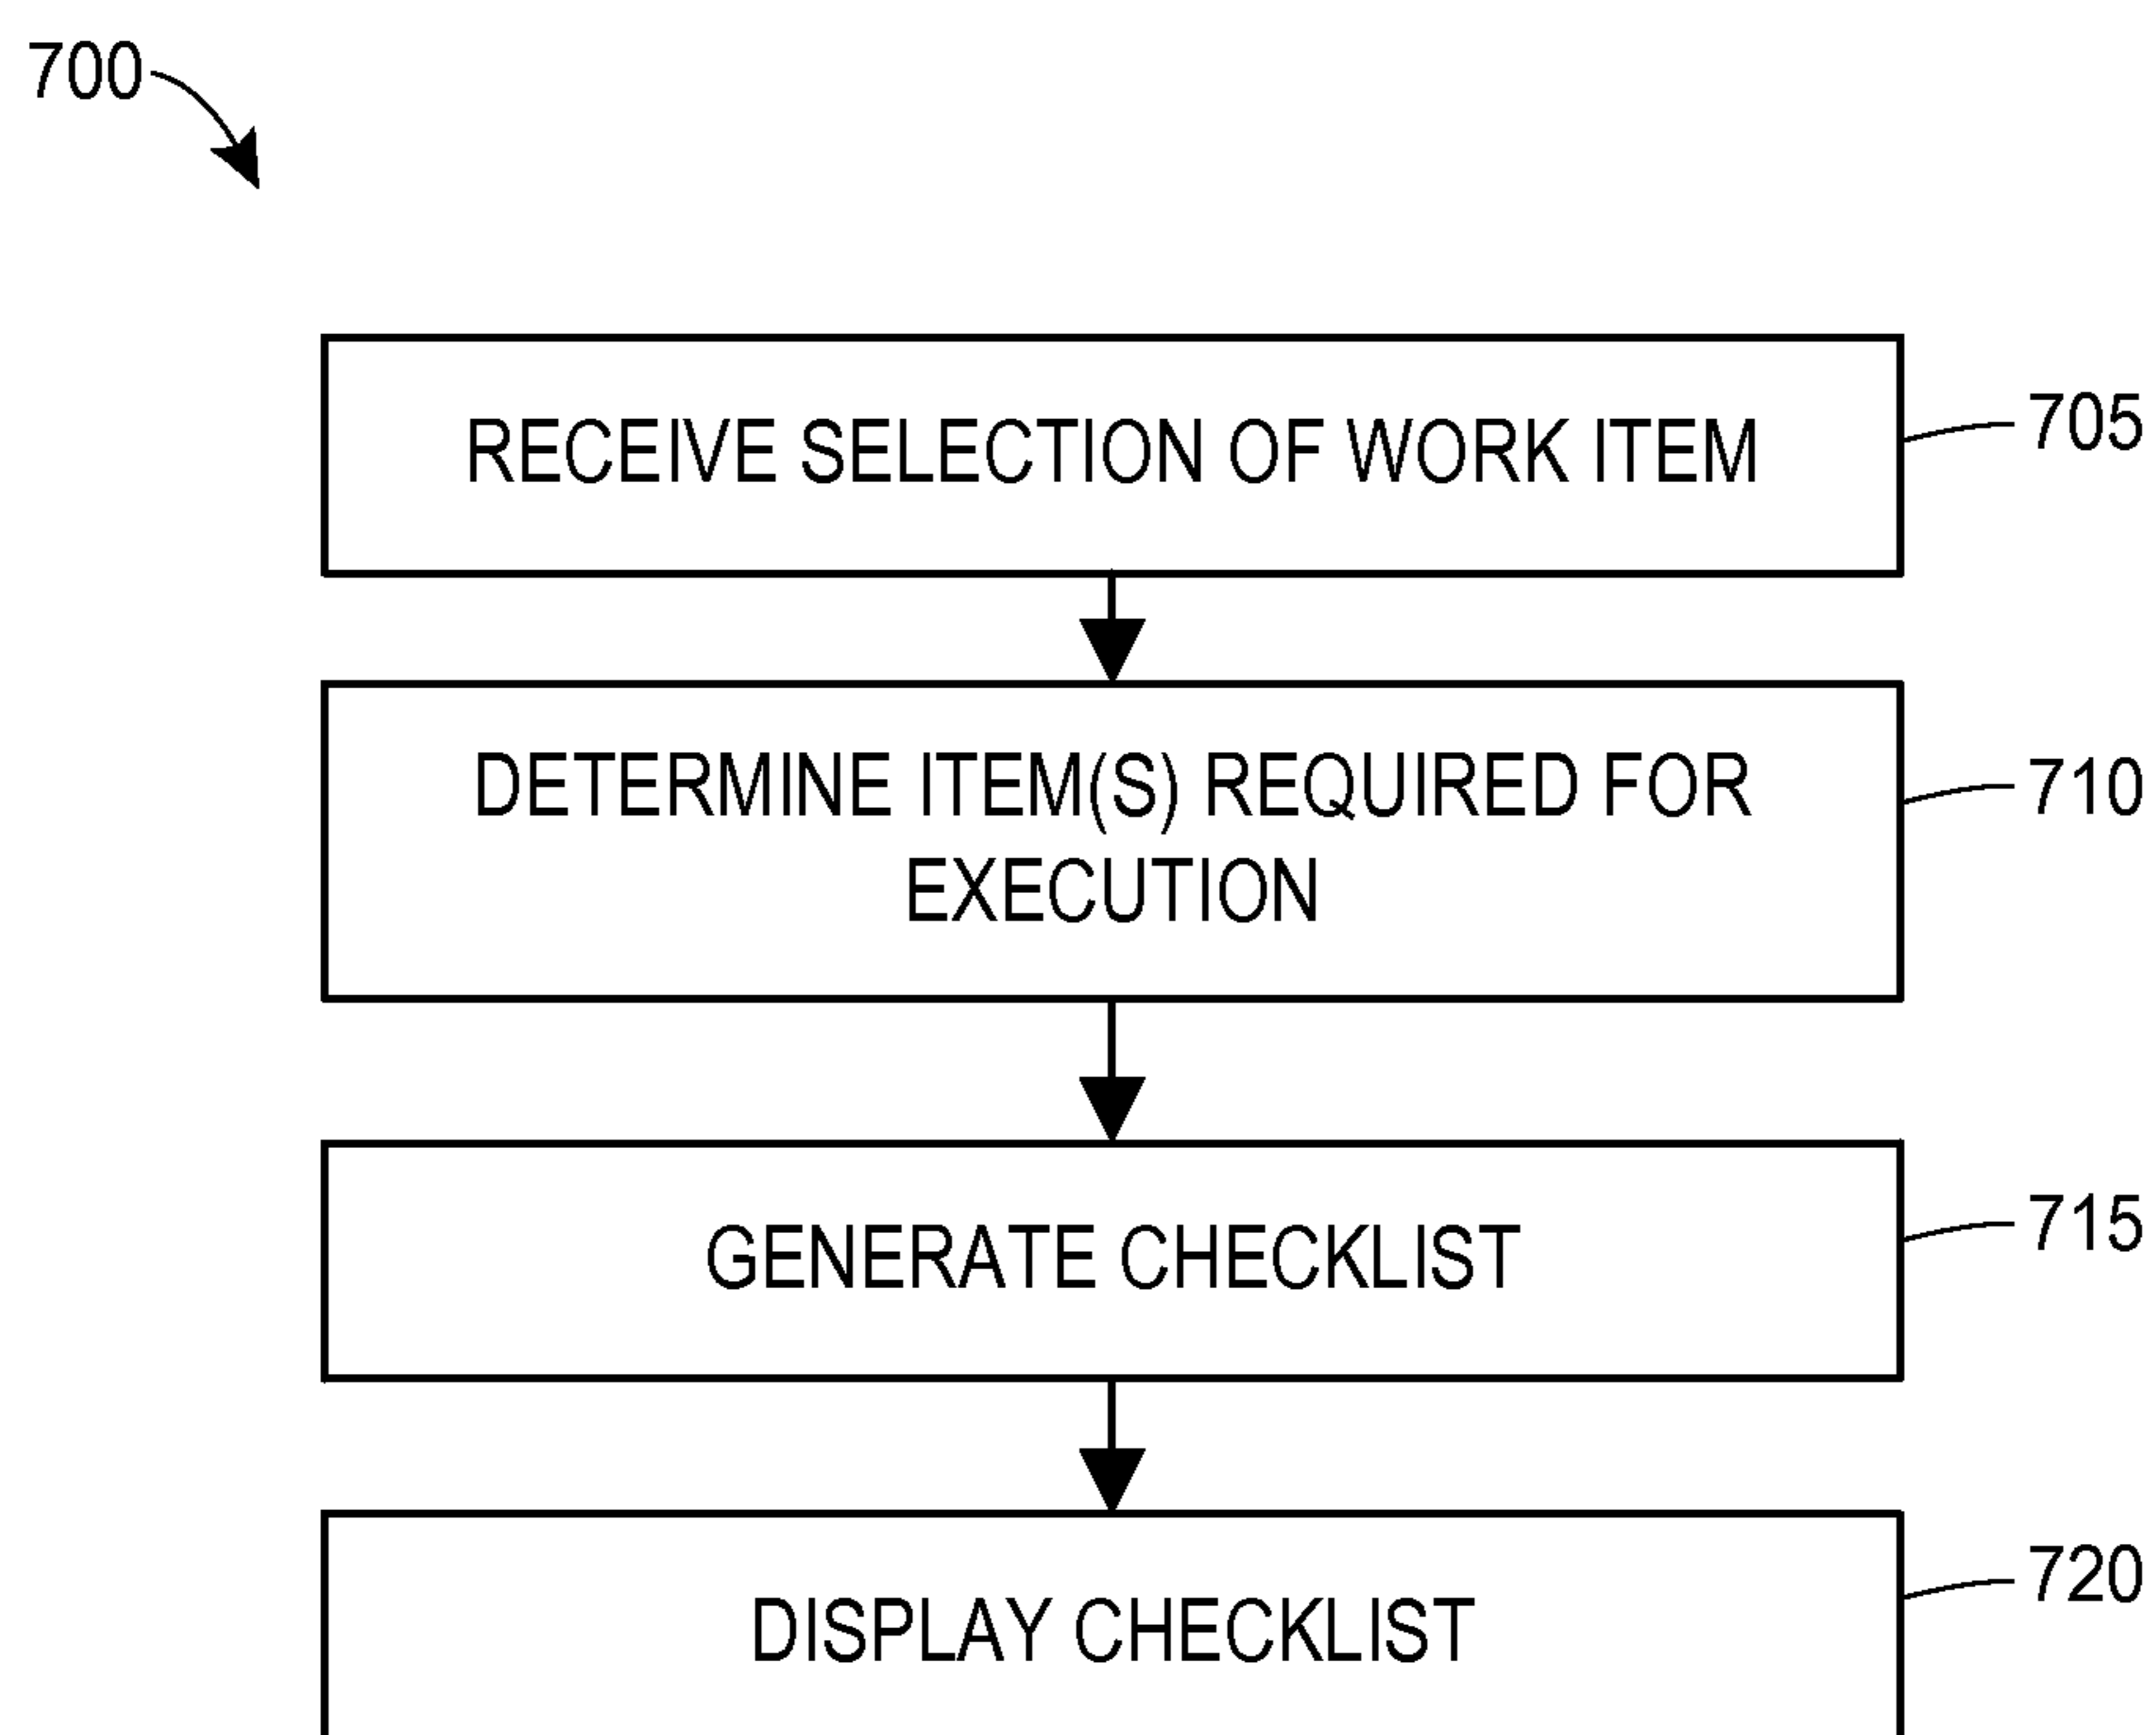 700
RECEIVE SELECTION OF WORK ITEM
705
DETERMINE ITEM(S) REQUIRED FOR
EXECUTION
710
GENERATE CHECKLIST
715
DISPLAY CHECKLIST
720